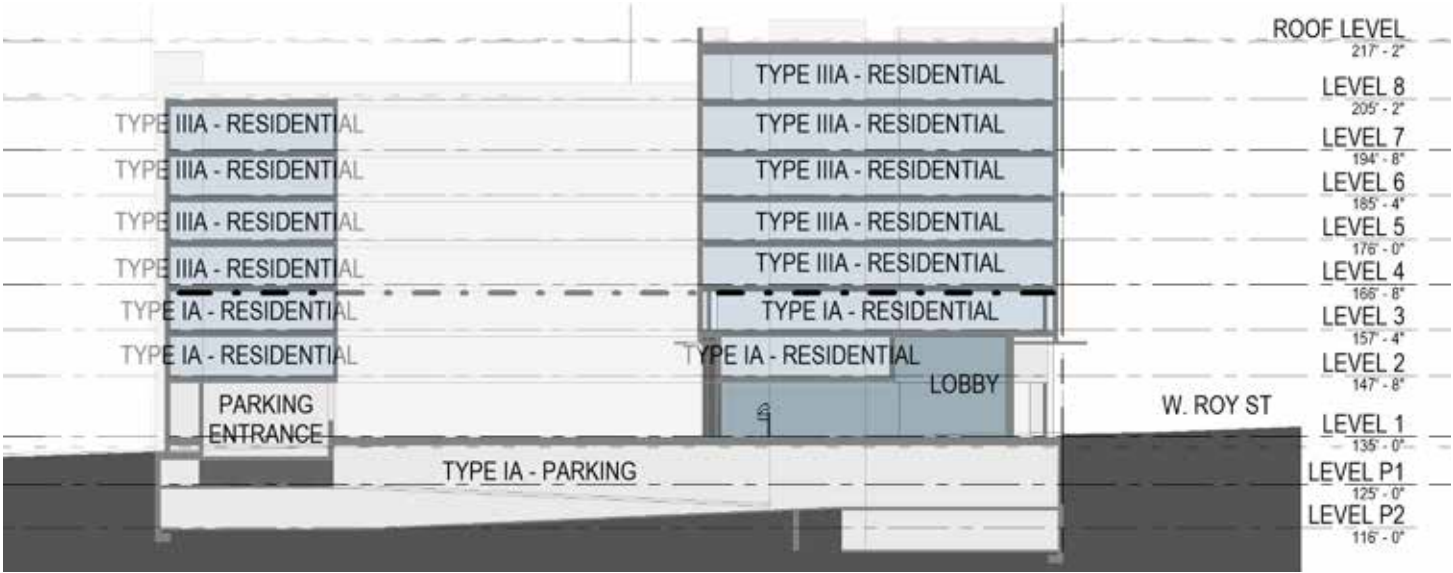 ROOF LEVEL
217' - 2"
TYPE IIIA - RESIDENTIAL
LEVEL 8
205' - 2"
TYPE IIIA - RESIDENTIAL
TYPE IIIA - RESIDENTIAL
LEVEL 7
194' - 8"
TYPE IIIA - RESIDENTIAL
TYPE IIIA - RESIDENTIAL
LEVEL 6
185' - 4"
TYPE IIIA - RESIDENTIAL
TYPE IIIA - RESIDENTIAL
LEVEL 5
176' - 0"
TYPE IIIA - RESIDENTIAL
TYPE IIIA - RESIDENTIAL
LEVEL 4
166' - 8"
TYPE IA - RESIDENTIAL
TYPE IA - RESIDENTIAL
LEVEL 3
157' - 4"
TYPE IA - RESIDENTIAL
TYPE IA - RESIDENTIAL
LEVEL 2
147' - 8"
LOBBY
PARKING
ENTRANCE
W. ROY ST
LEVEL 1
135' - 0"
TYPE IA - PARKING
LEVEL P1
125' - 0"
LEVEL P2
116' - 0"